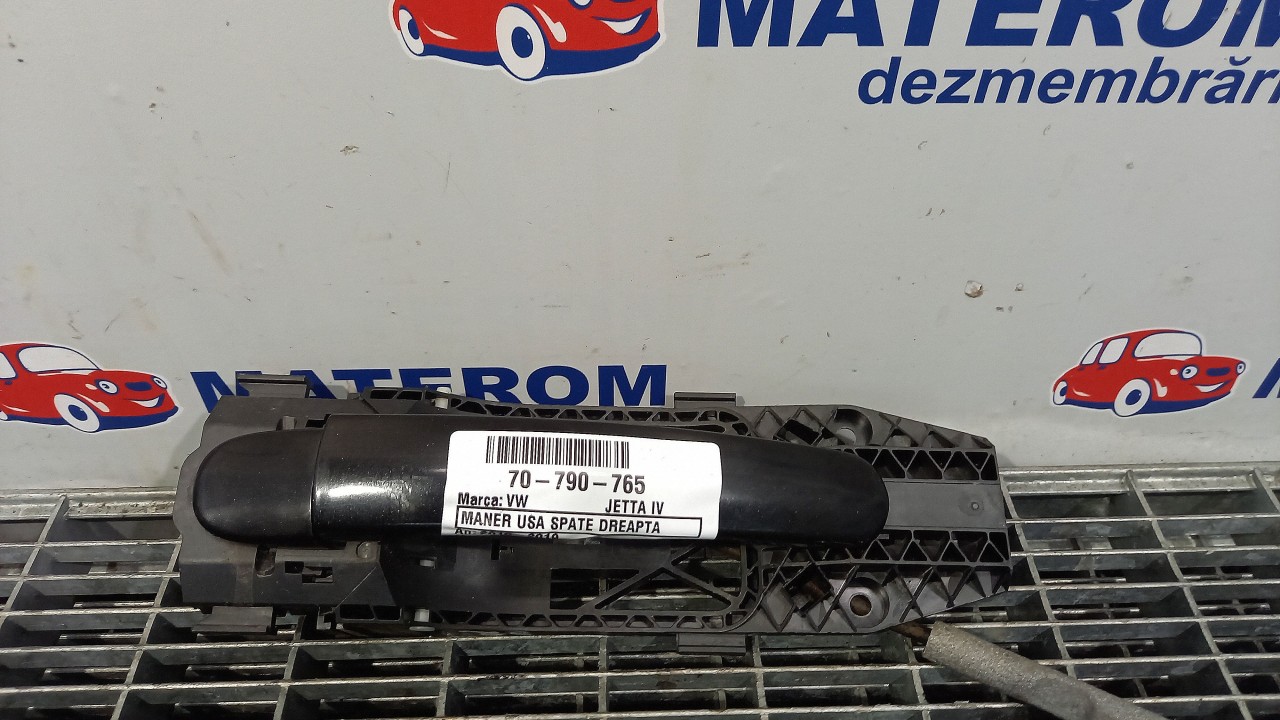 MATEROM
dezmembrări
MATEROM
70-790-765
Marca: VW JETTA IV
MANER USA SPATE DREAPTA